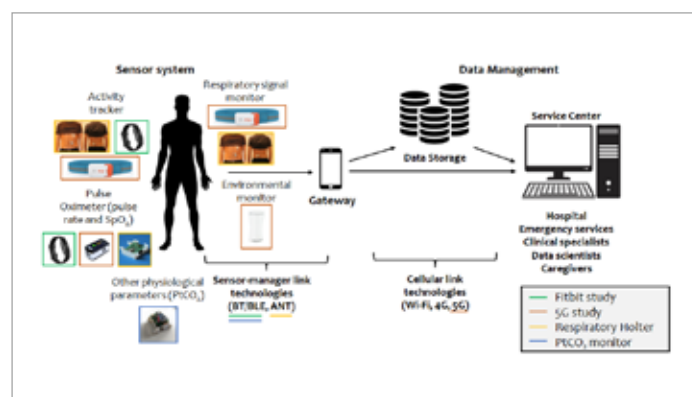 Sensor system
Data Management
Activity
tracker
Respiratory signal
monitor
Service Center
Data Storage
Pulse
Oximeter (pulse
rate and SpO₂)
Environmental
monitor
Gateway
Hospital
Emergency services
Clinical specialists
Data scientists
Caregivers
Other physiological
parameters (PtCO₂)
Sensor-manager link
technologies
(BT/BLE, ANT)
Cellular link
technologies
(Wi-Fi, 4G, 5G)
Fitbit study
5G study
Respiratory Holter
PtCO₂ monitor